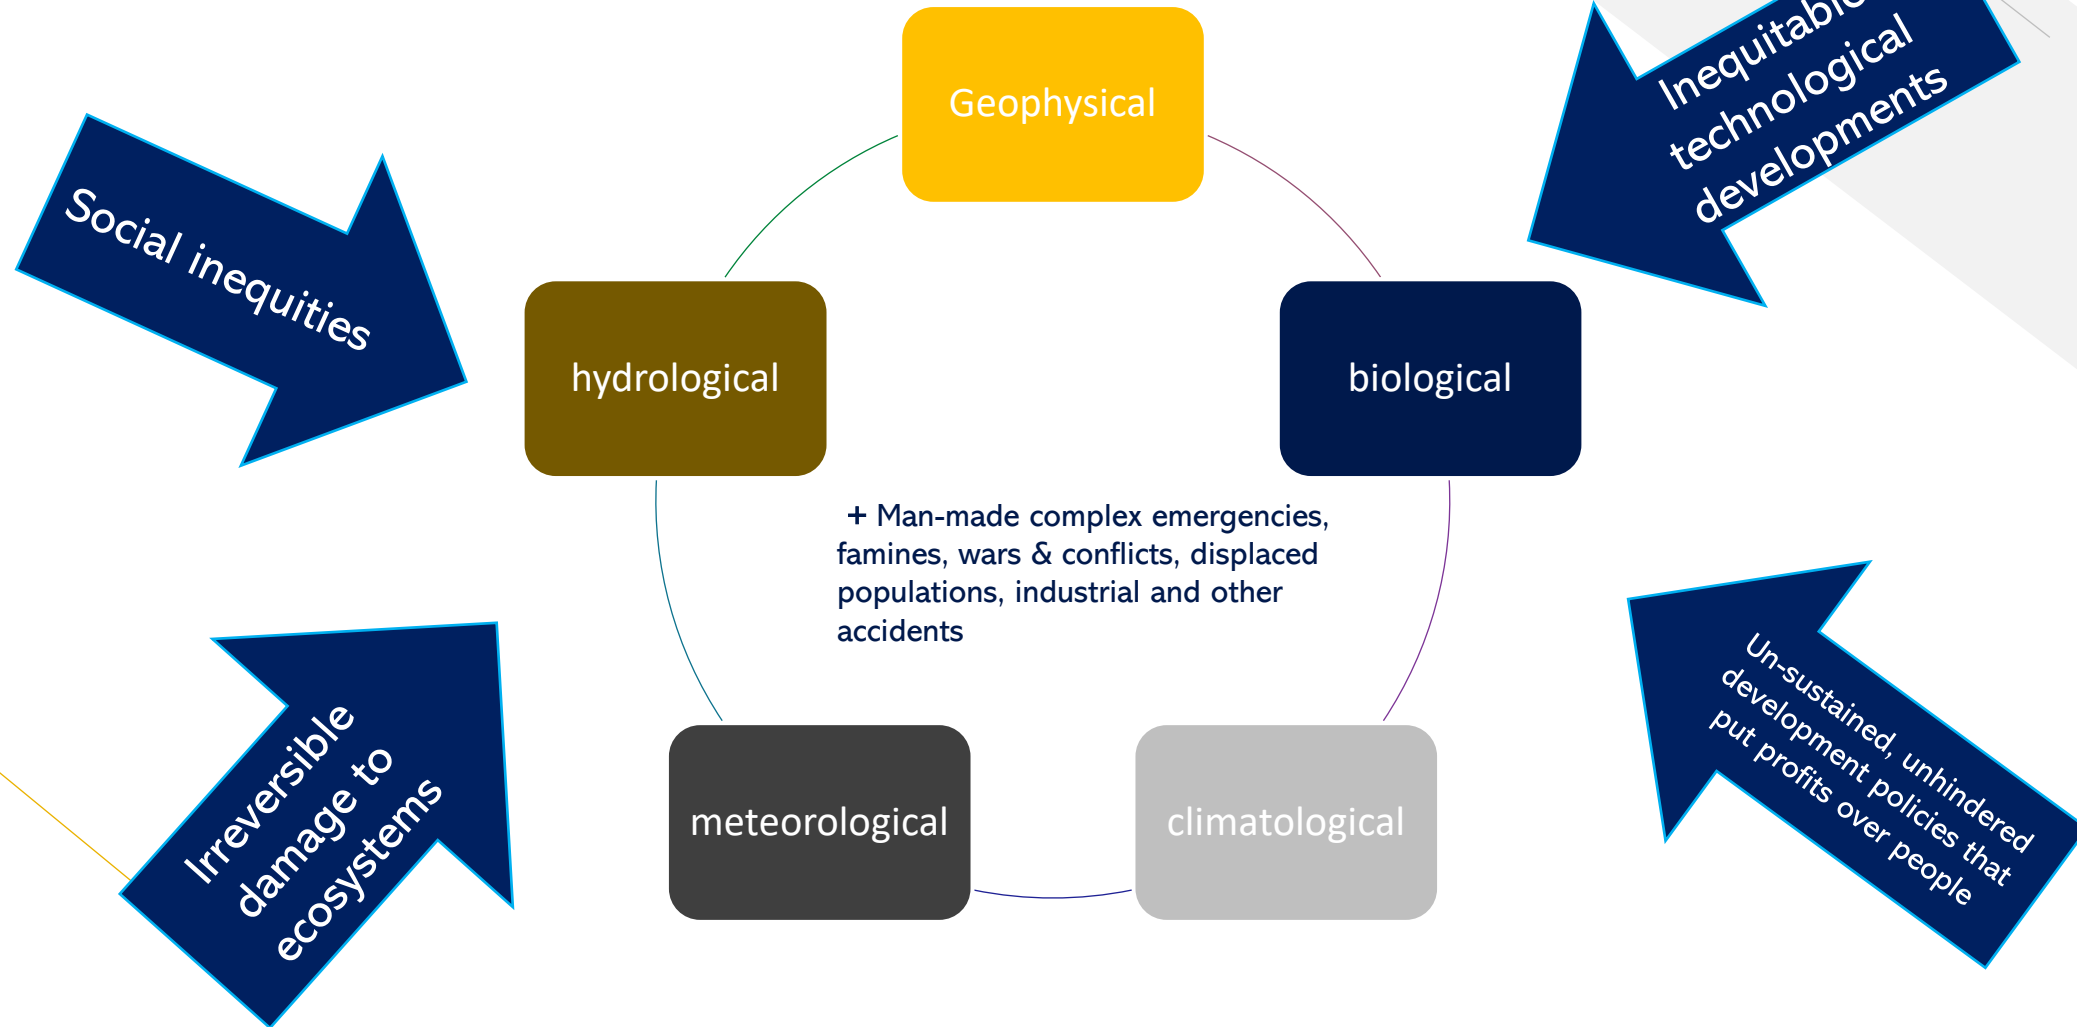 Geophysical
Inequitable
technological
developments
Social inequities
hydrological
biological
+ Man-made complex emergencies,
famines, wars & conflicts, displaced
populations, industrial and other
accidents
Irreversible
damage to
ecosystems
Un-sustained, unhindered
development policies that
put profits over people
meteorological
climatological